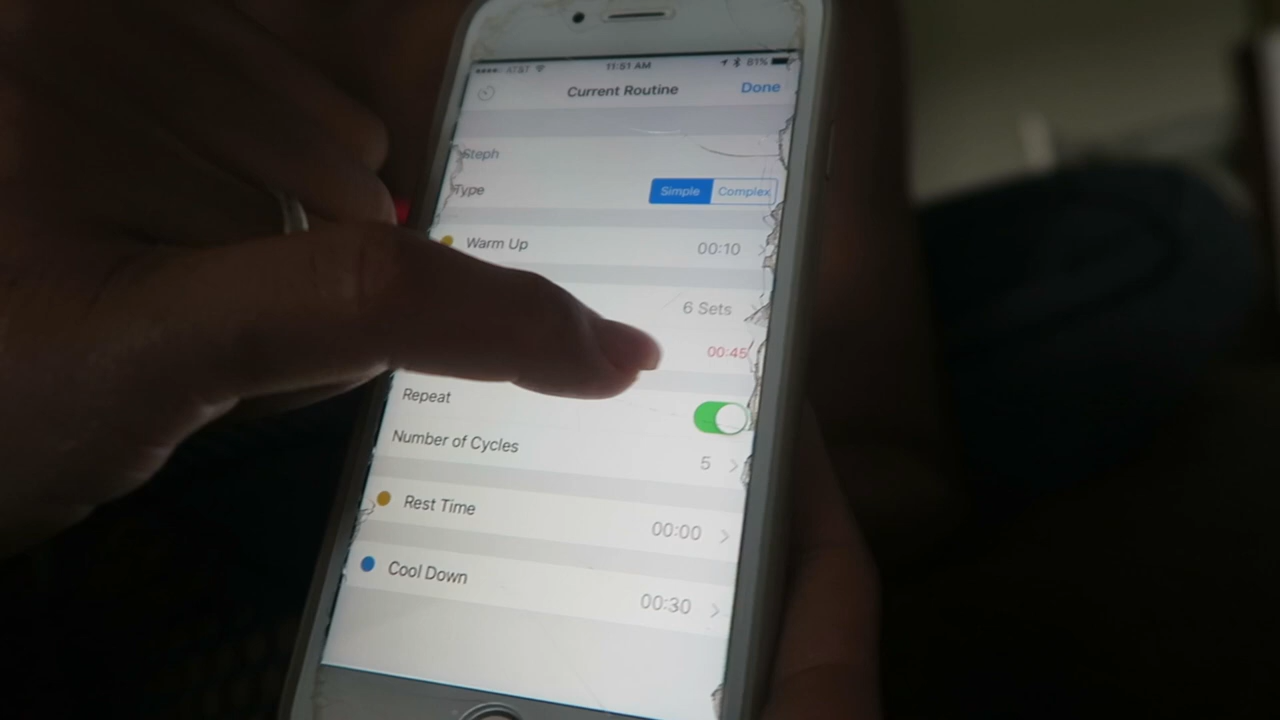 AT&T 11:51 AM 81%
Current Routine Done
Steph
Type Simple Complex
Warm Up 00:10
6 Sets
00:45
Repeat
Number of Cycles 5
Rest Time 00:00
Cool Down 00:30